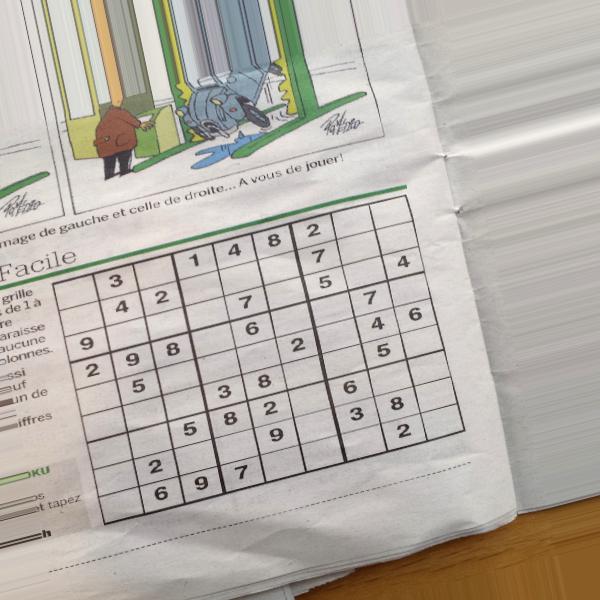 mage de gauche et celle de droite... A vous de jouer!
Facile
grille
de 1 à
araisse
aucune
olonnes.
un de
iffres
KU
t tapez
3 1 4 8 2
4 2 7
9 7 5 4
2 9 8 6 7
5 2 4 6
3 8 5
5 8 2 6
2 9 3 8
6 9 7 2